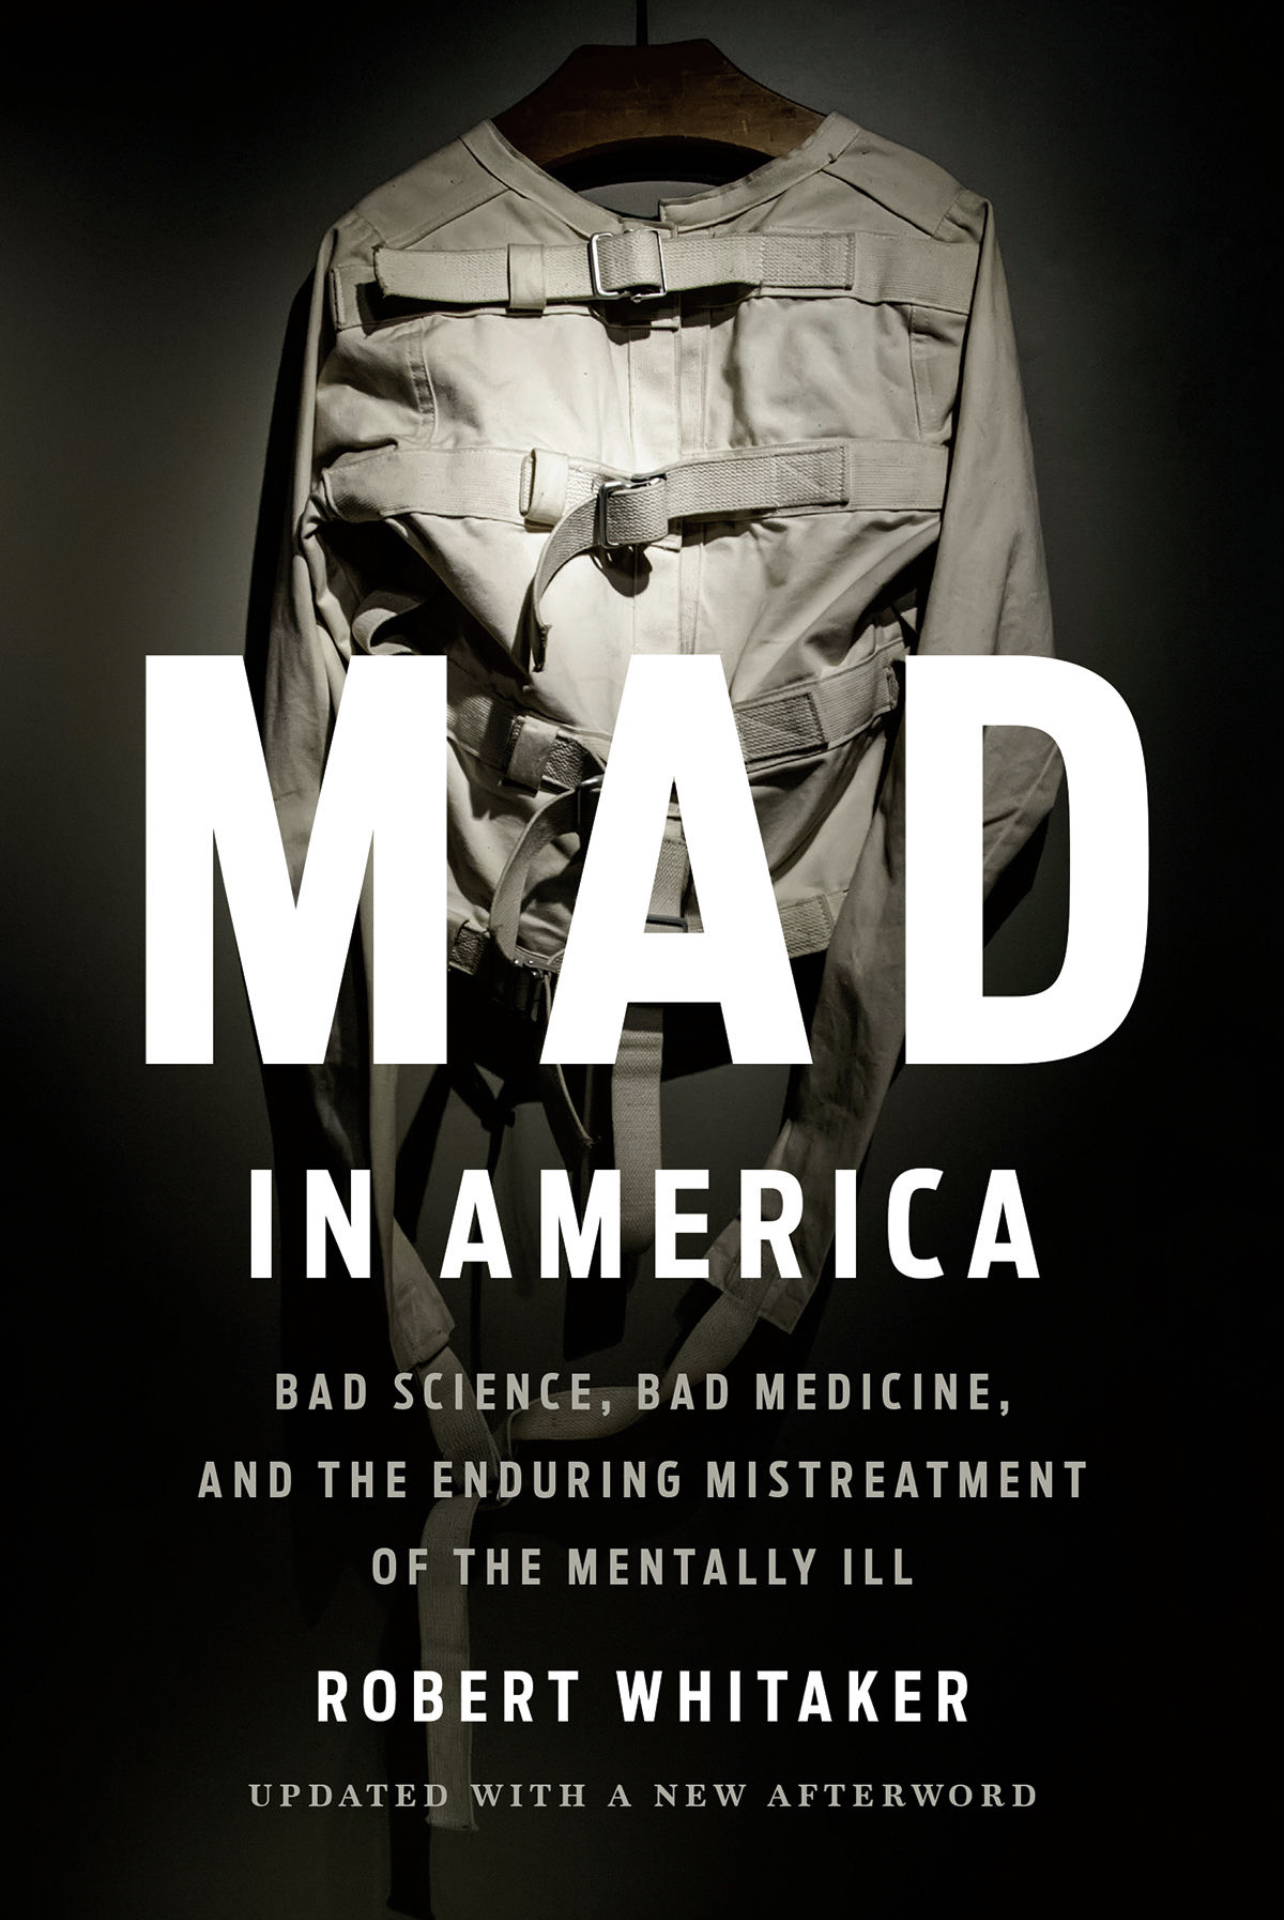 MAD
IN AMERICA
BAD SCIENCE, BAD MEDICINE,
AND THE ENDURING MISTREATMENT
OF THE MENTALLY ILL
ROBERT WHITAKER
UPDATED WITH A NEW AFTERWORD